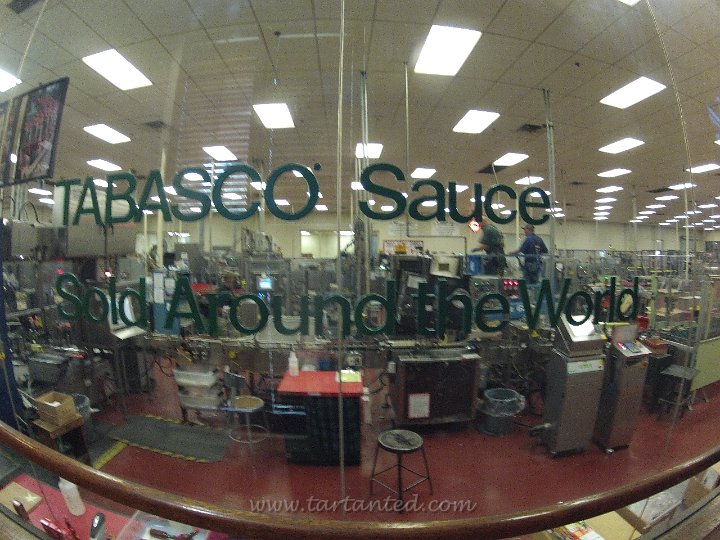 TABASCO® Sauce
Sold Around the World
www.tartanted.com